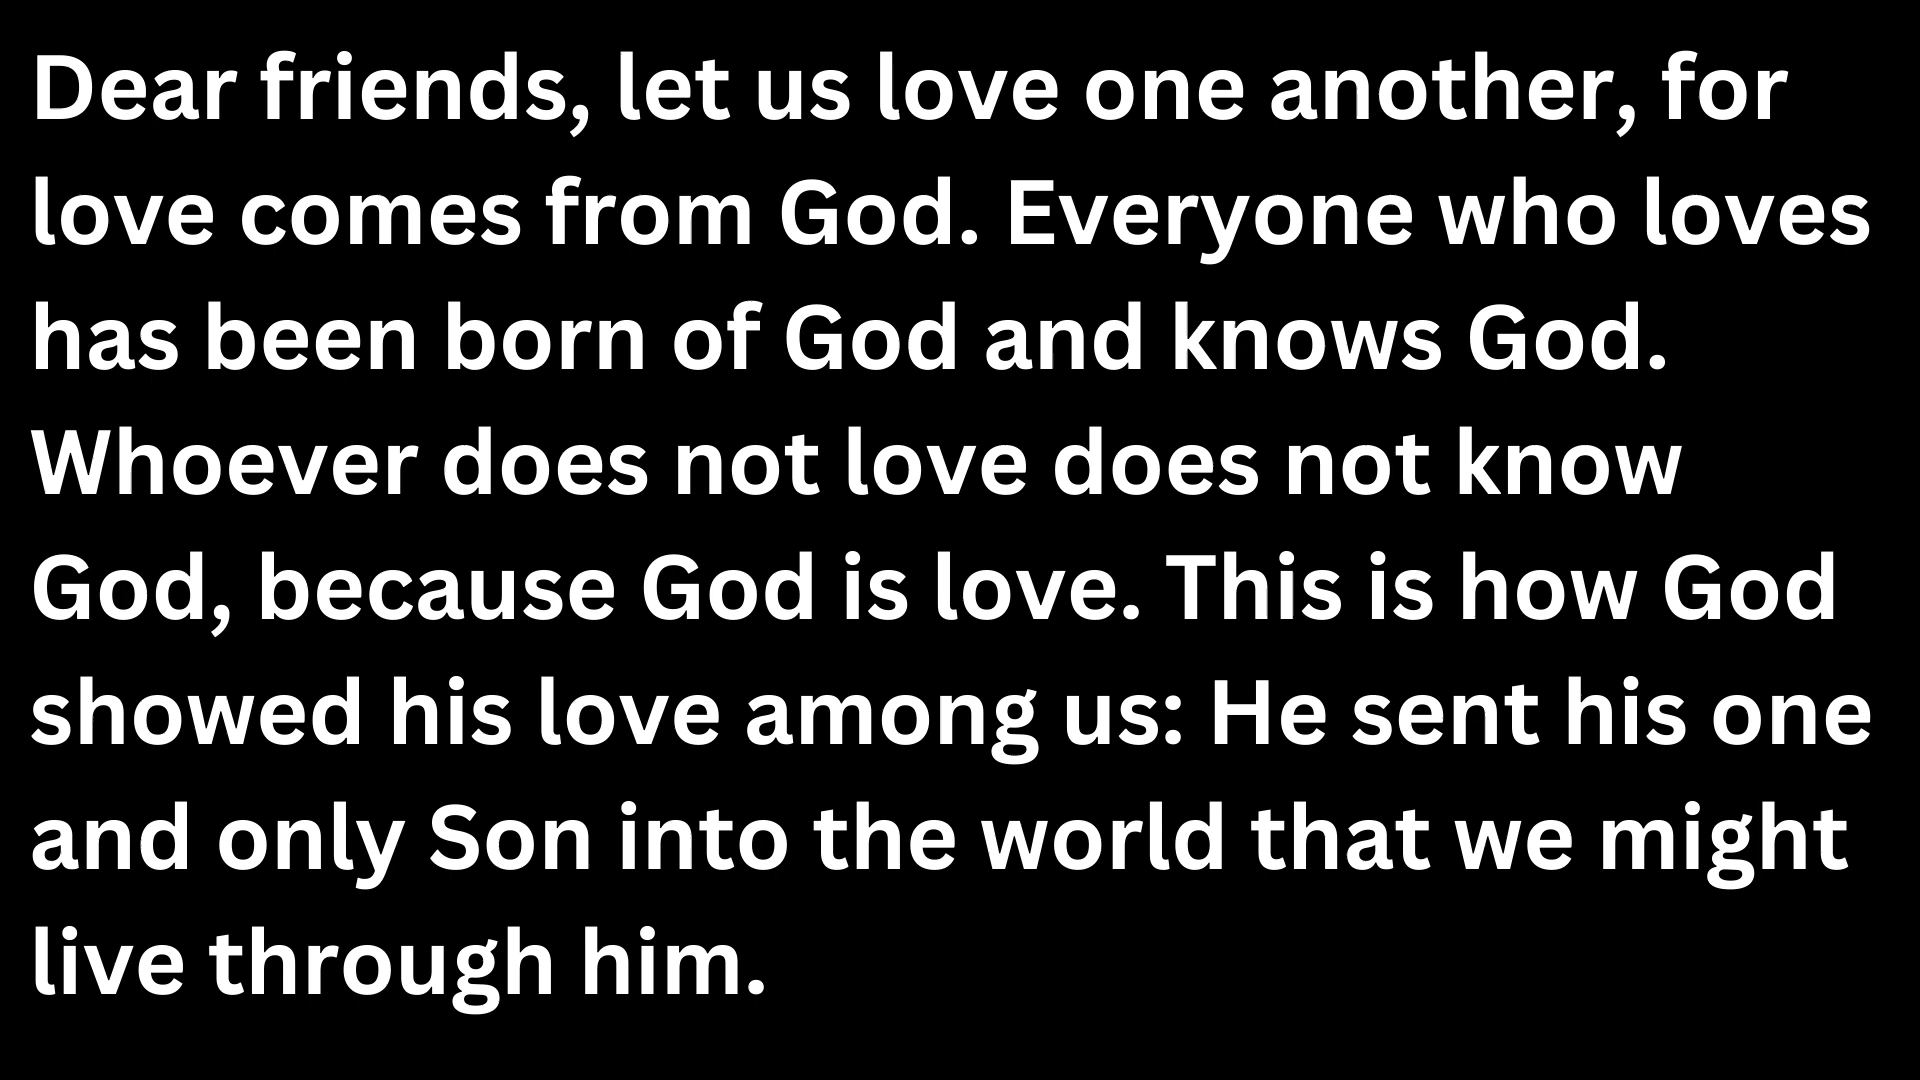 Dear friends, let us love one another, for
love comes from God. Everyone who loves
has been born of God and knows God.
Whoever does not love does not know
God, because God is love. This is how God
showed his love among us: He sent his one
and only Son into the world that we might
live through him.